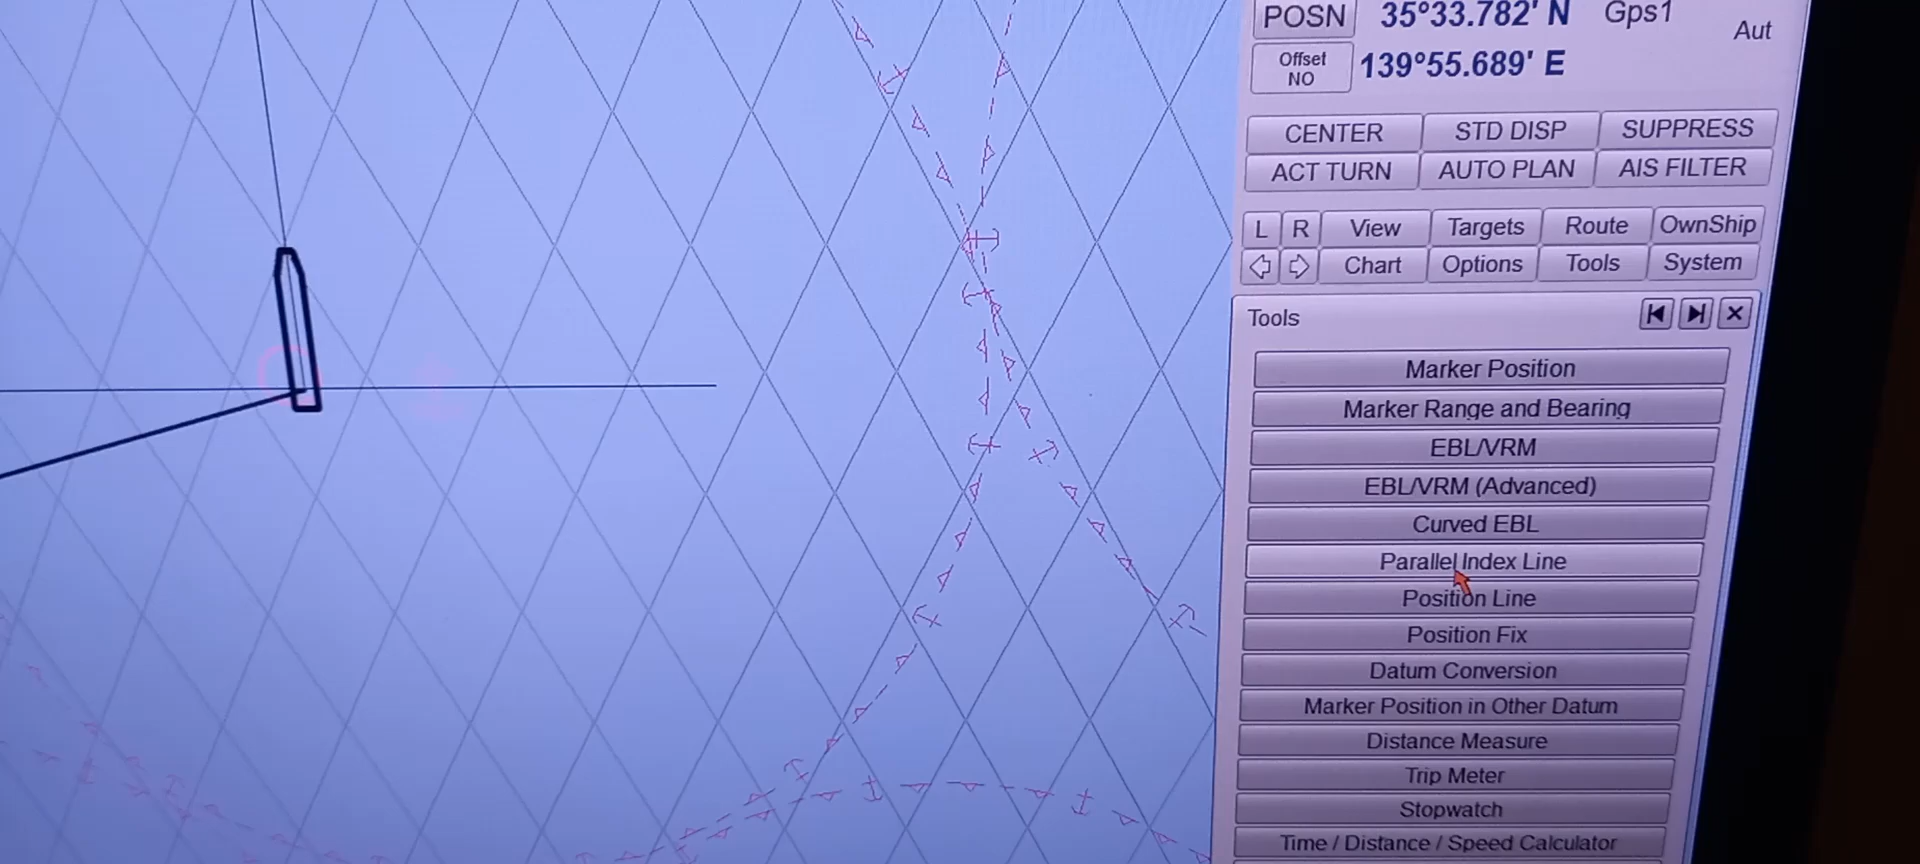 POSN 35°33.782' N Gps1
Aut
Offset
NO
139°55.689' E
CENTER STD DISP SUPPRESS
ACT TURN AUTO PLAN AIS FILTER
L R View Targets Route OwnShip
Chart Options Tools System
Tools
Marker Position
Marker Range and Bearing
EBL/VRM
EBL/VRM (Advanced)
Curved EBL
Parallel Index Line
Position Line
Position Fix
Datum Conversion
Marker Position in Other Datum
Distance Measure
Trip Meter
Stopwatch
Time / Distance / Speed Calculator